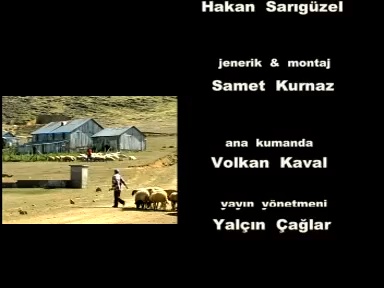 Hakan Sarıgüzel
jenerik & montaj
Samet Kurnaz
ana kumanda
Volkan Kaval
yayın yönetmeni
Yalçın Çağlar